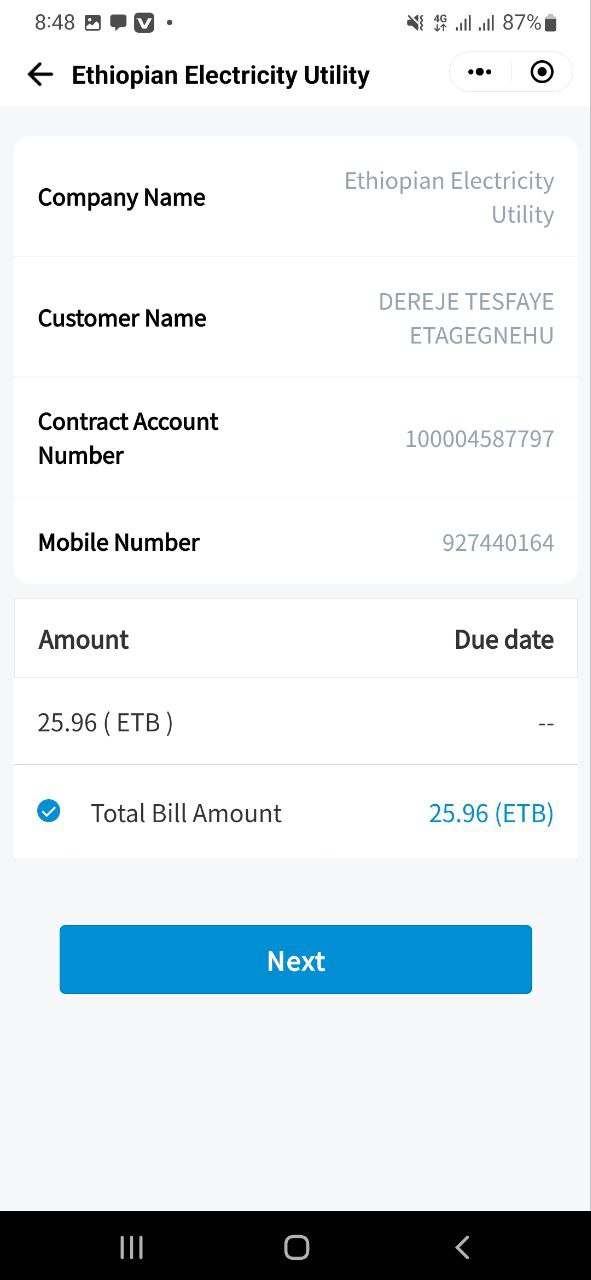 8:48
4G
87%
Ethiopian Electricity Utility
Company Name
Ethiopian Electricity
Utility
Customer Name
DEREJE TESFAYE
ETAGEGNEHU
Contract Account
Number
100004587797
Mobile Number
927440164
Amount
Due date
25.96 ( ETB )
--
Total Bill Amount
25.96 (ETB)
Next